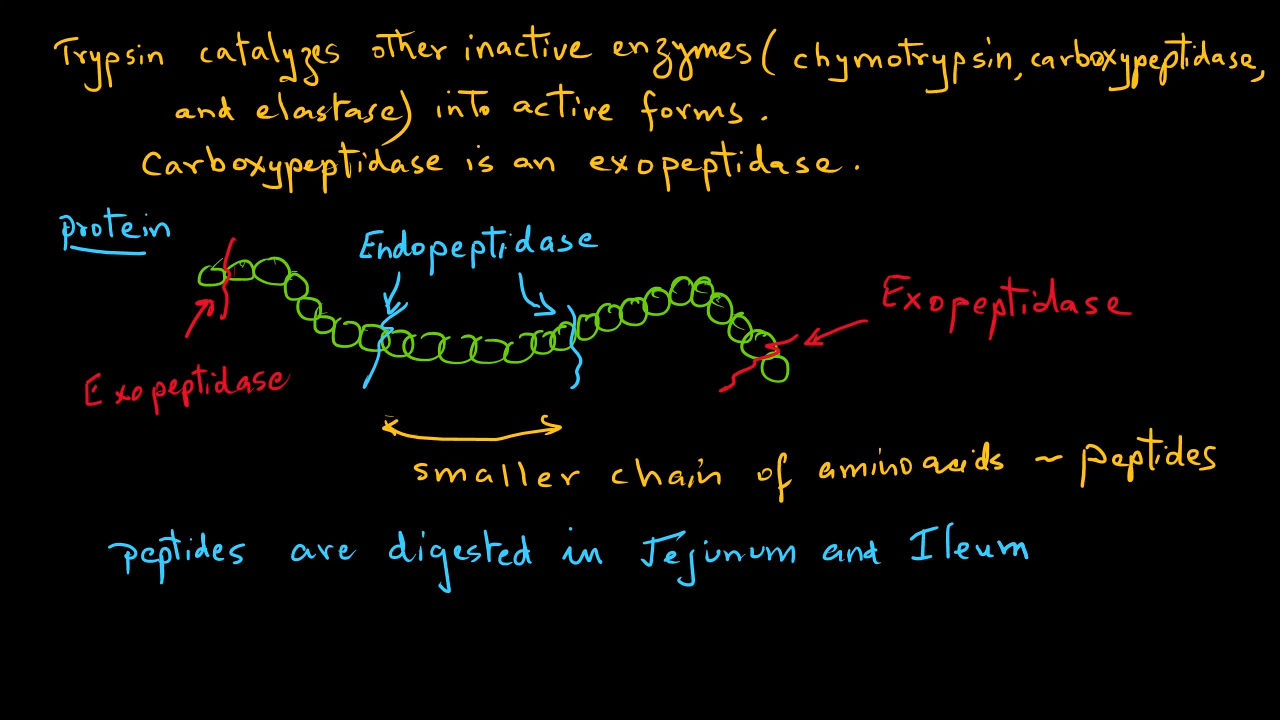 Trypsin catalyzes other inactive enzymes (chymotrypsin, carboxypeptidase,
and elastase) into active forms.
Carboxypeptidase is an exopeptidase.
protein
Endopeptidase
Exopeptidase
Exopeptidase
smaller chain of amino acids ~ peptides
peptides are digested in Jejunum and Ileum